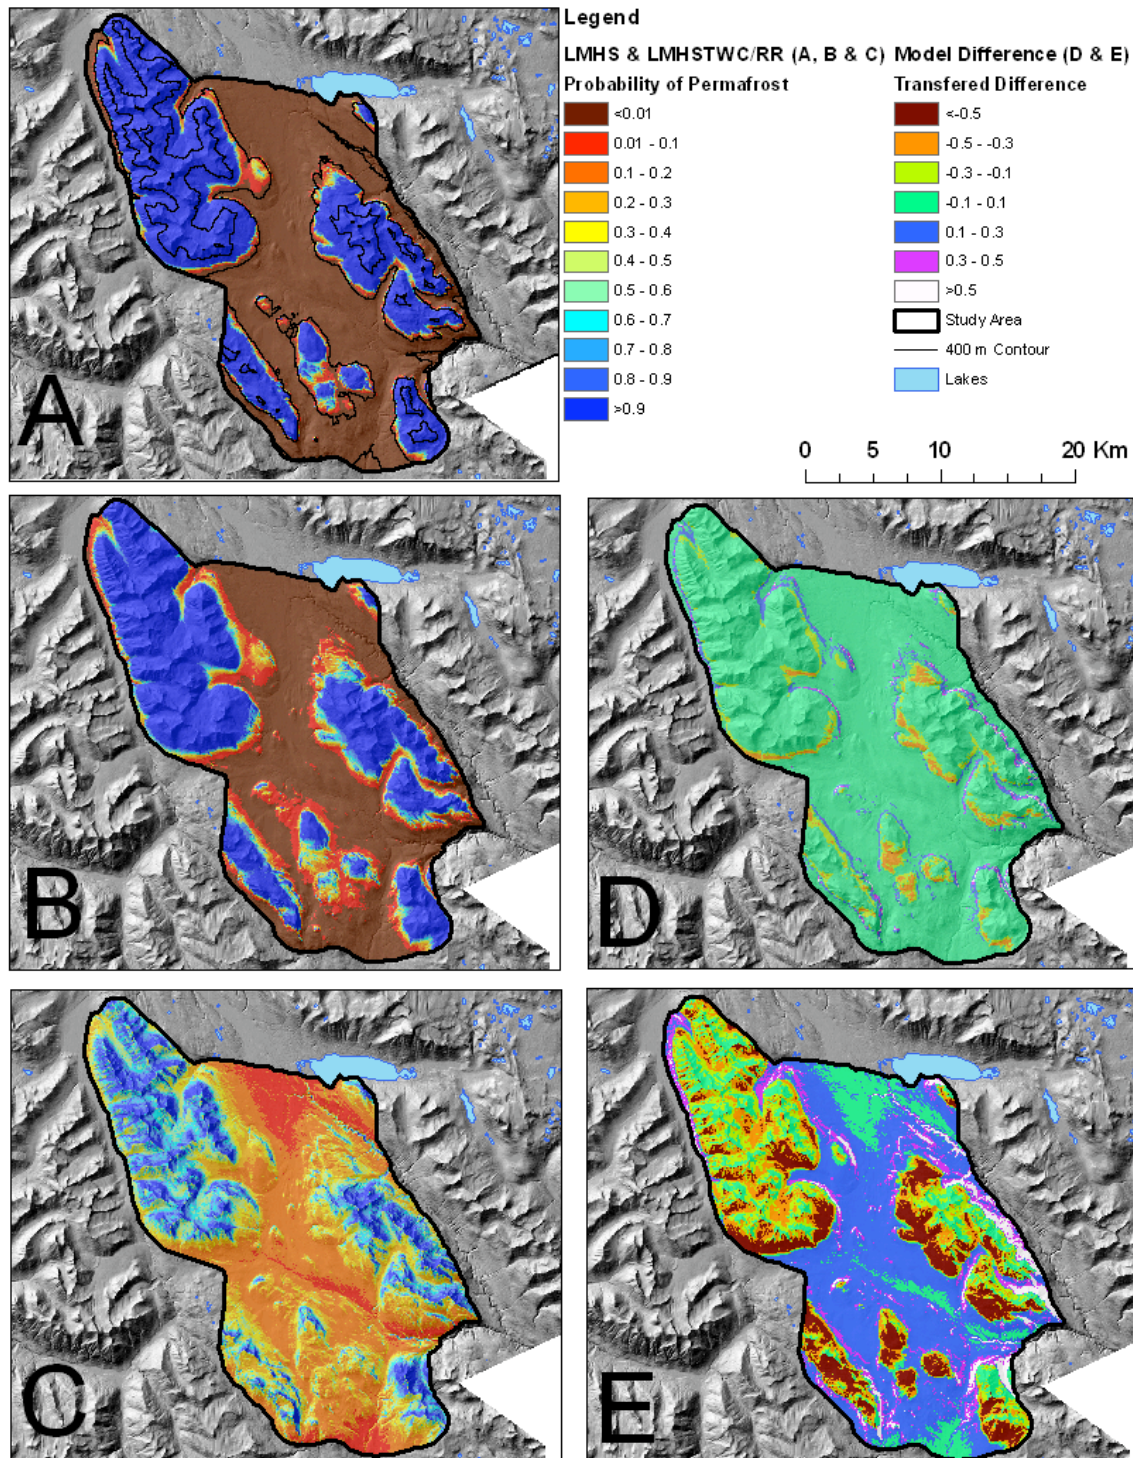 Legend
LMHS & LMHSTWC/RR (A, B & C) Model Difference (D & E)
Probability of Permafrost Transfered Difference
<0.01 <-0.5
0.01 - 0.1 -0.5 - -0.3
0.1 - 0.2 -0.3 - -0.1
0.2 - 0.3 -0.1 - 0.1
0.3 - 0.4 0.1 - 0.3
0.4 - 0.5 0.3 - 0.5
0.5 - 0.6 >0.5
0.6 - 0.7 Study Area
0.7 - 0.8 400 m Contour
0.8 - 0.9 Lakes
>0.9
A
0 5 10 20 Km
B
D
C
E